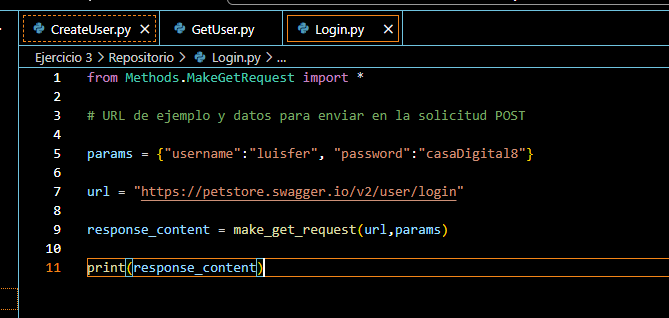 CreateUser.py GetUser.py Login.py
Ejercicio 3 > Repositorio > Login.py > ...
1 from Methods.MakeGetRequest import *
2
3 # URL de ejemplo y datos para enviar en la solicitud POST
4
5 params = {"username":"luisfer", "password":"casaDigital8"}
6
7 url = "https://petstore.swagger.io/v2/user/login"
8
9 response_content = make_get_request(url,params)
10
11 print(response_content)